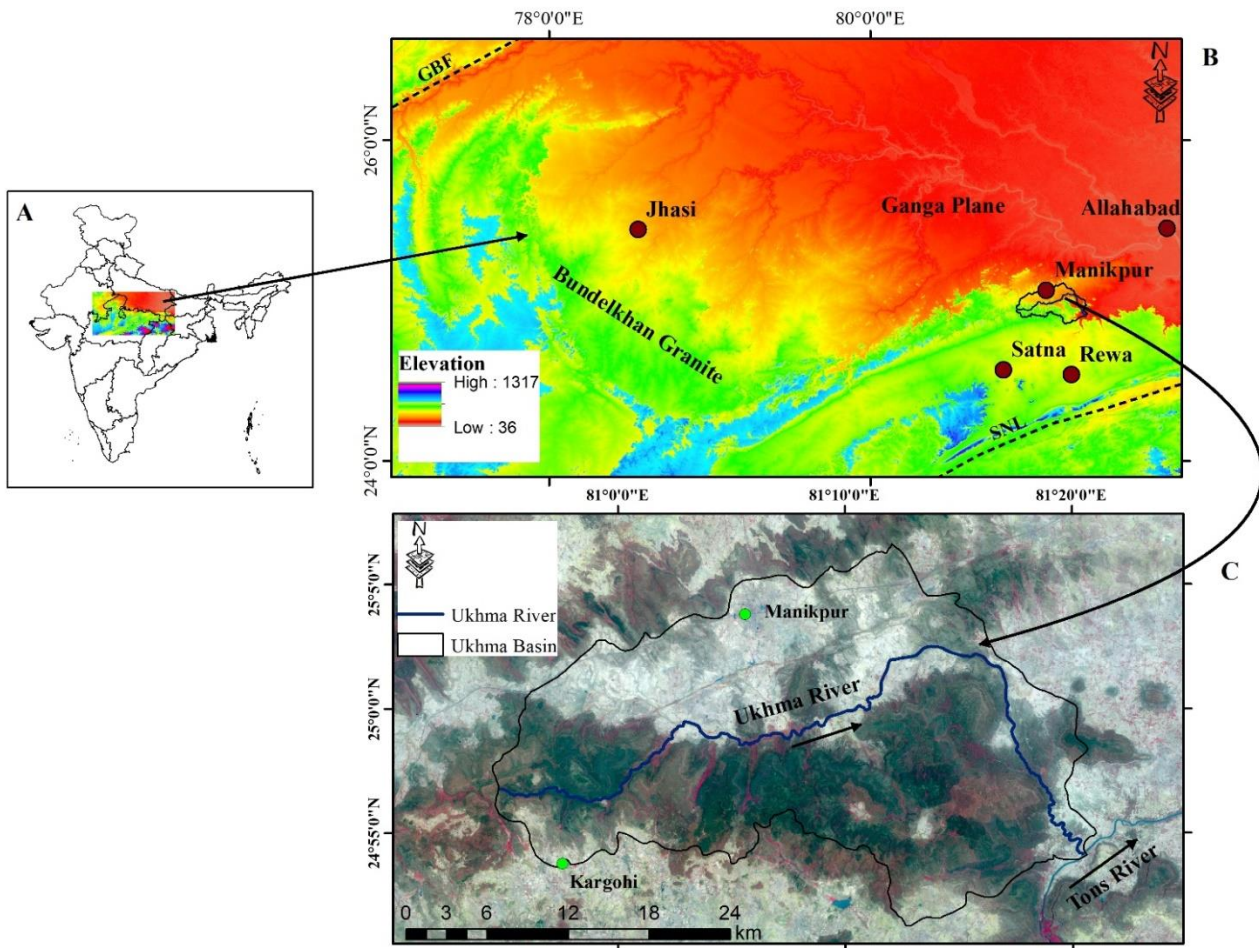 78°0'0"E
80°0'0"E
A
B
N
GBF
26°0'0"N
24°0'0"N
Jhasi
Ganga Plane
Allahabad
Manikpur
Bundelkhan Granite
Satna
Rewa
SNL
Elevation
High : 1317
Low : 36
81°0'0"E
81°10'0"E
81°20'0"E
C
N
Ukhma River
Ukhma Basin
25°5'0"N
25°0'0"N
24°55'0"N
Manikpur
Ukhma River
Kargohi
Tons River
0 3 6 12 18 24
km